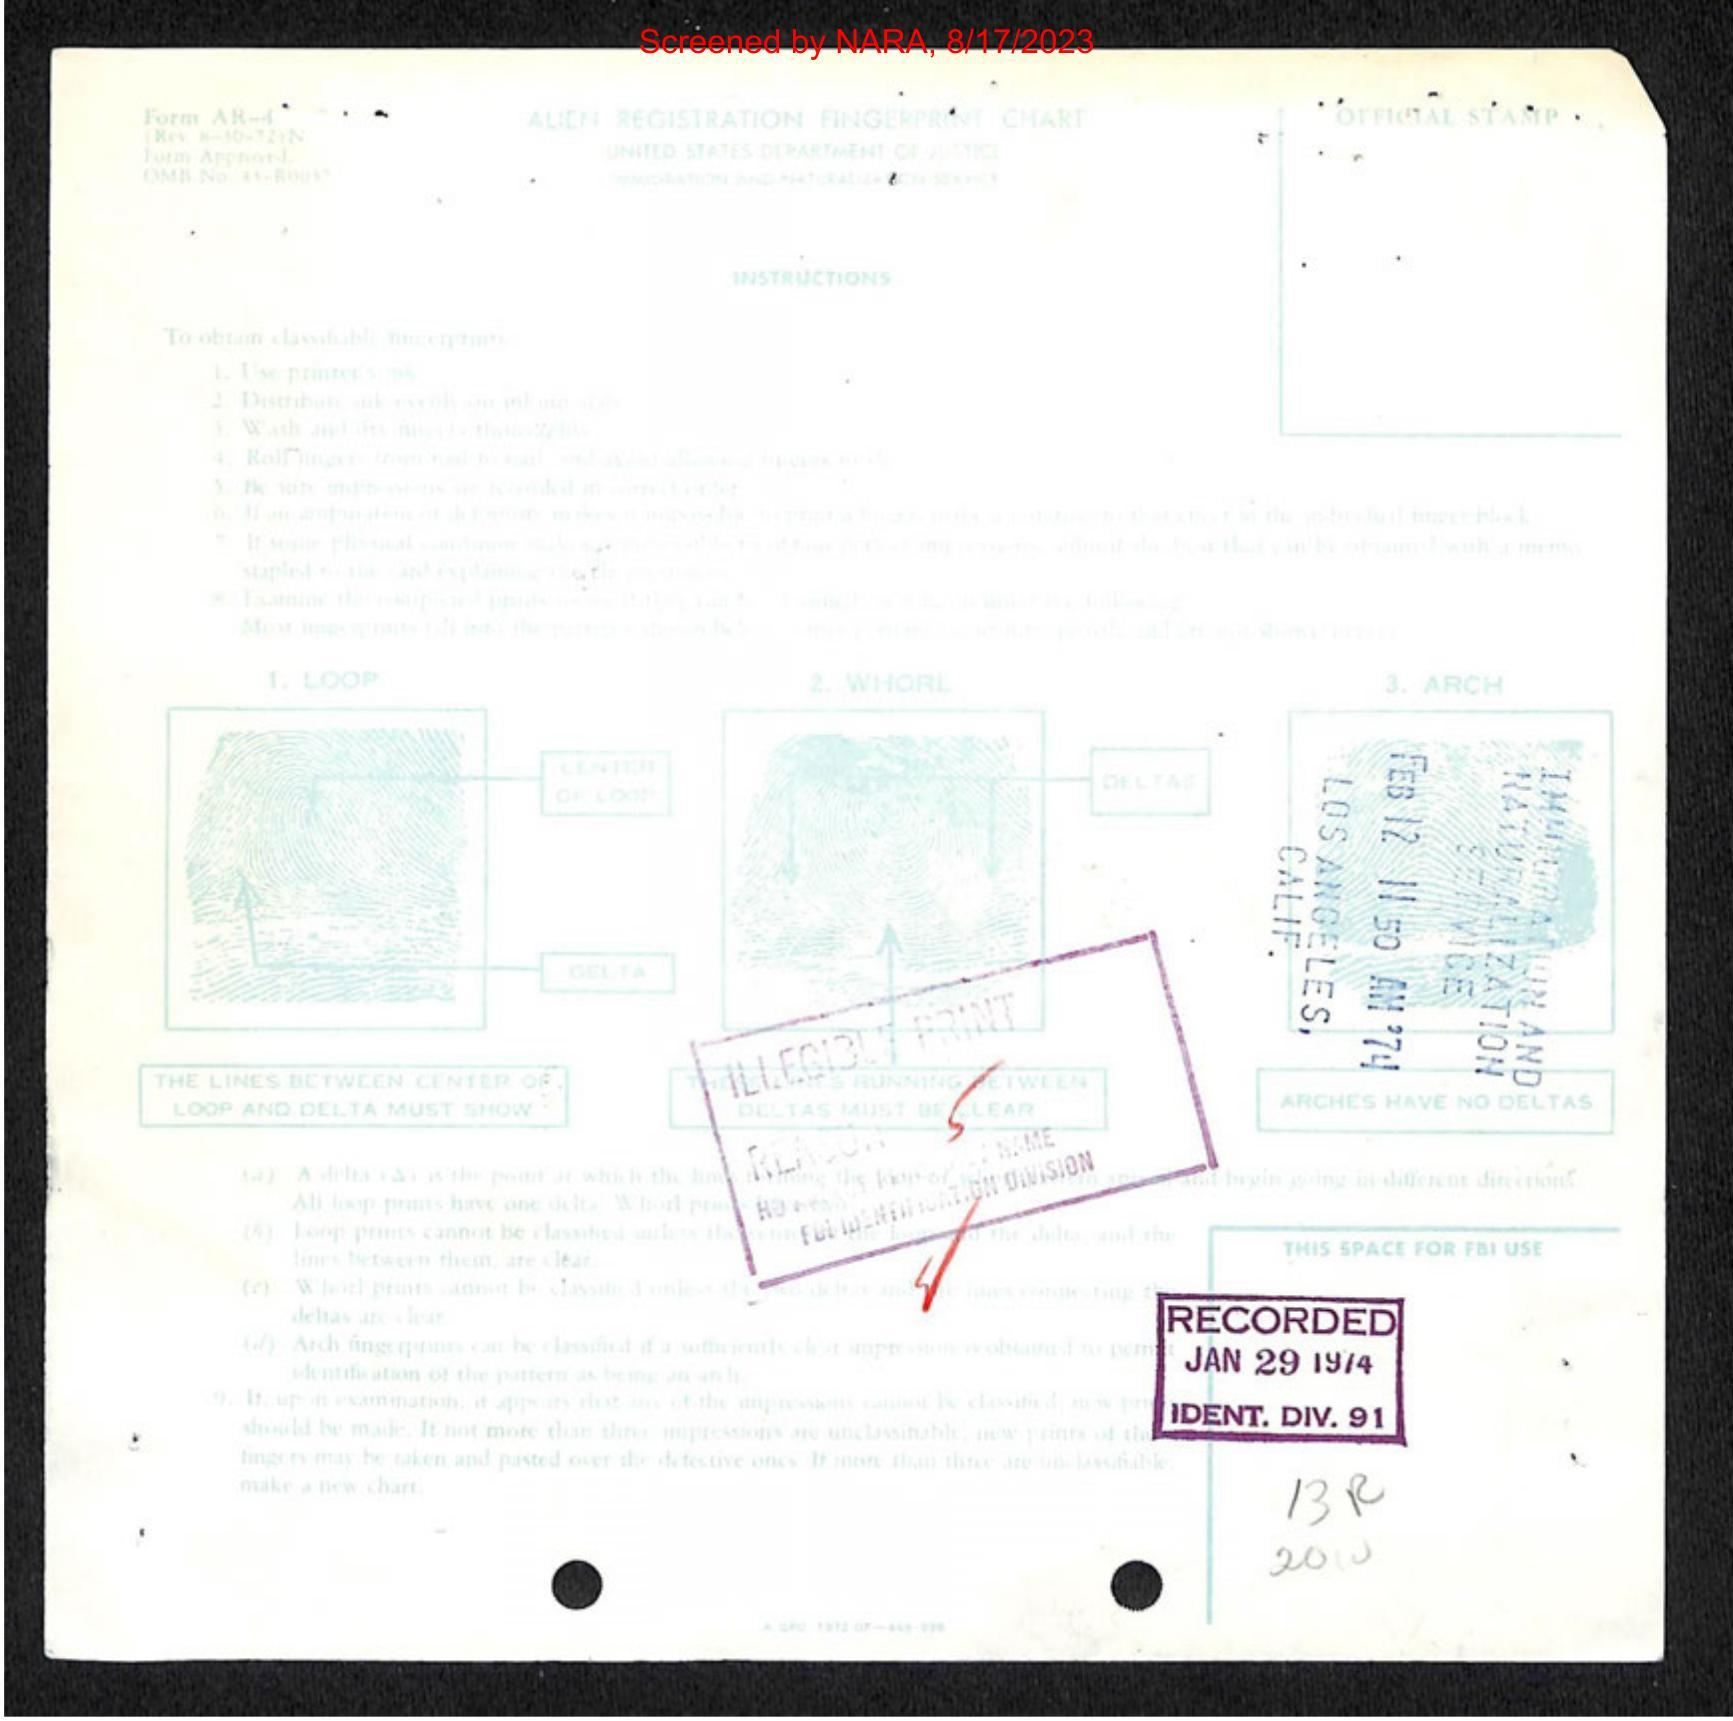 Screened by NARA, 8/17/2023
Form AR-4
(Rev. 6-30-72)N
Form Approved.
OMB No.
ALIEN REGISTRATION FINGERPRINT CHART
UNITED STATES DEPARTMENT OF JUSTICE
IMMIGRATION AND NATURALIZATION SERVICE
OFFICIAL STAMP
INSTRUCTIONS
To obtain classifiable fingerprints:
1. Use printer's ink
2. Distribute ink evenly on inking slab
3. Wash and dry fingers thoroughly
4. Roll fingers from nail to nail, and avoid allowing fingers to
5. Be sure impressions are recorded in correct order
6. If an amputation or deformity makes it impossible to print a finger, make a notation to that effect in the individual finger block
7. If some physical condition makes it impossible to obtain perfect impressions, submit the best that can be obtained with a memo
stapled to the card explaining the circumstances
8. Examine the completed prints to see if they can be classified, bearing in mind the following:
Most fingerprints fall into the patterns shown below
1. LOOP
2. WHORL
3. ARCH
CENTER
OF LOOP
DELTA
DELTAS
IMMIGRATION AND
NATURALIZATION
SERVICE
FEB 12 11 50 AM '74
LOS ANGELES,
CALIF.
THE LINES BETWEEN CENTER OF
LOOP AND DELTA MUST SHOW
THESE LINES RUNNING BETWEEN
DELTAS MUST BE CLEAR
ARCHES HAVE NO DELTAS
ILLEGIBLE PRINT
REASON
5
NAME
FBI IDENTIFICATION DIVISION
(a) A delta (Δ) is the point at which the lines forming the loop or whorl pattern spread and begin going in different directions.
All loop prints have one delta. Whorl prints have two.
(b) Loop prints cannot be classified unless the center of the loop and the delta, and the
lines between them, are clear.
(c) Whorl prints cannot be classified unless the two deltas and the lines connecting the
deltas are clear.
(d) Arch fingerprints can be classified if a sufficiently clear impression is obtained to permit
identification of the pattern as being an arch.
9. If, upon examination, it appears that any of the impressions cannot be classified, new prints
should be made. If not more than three impressions are unclassifiable, new prints of these
fingers may be taken and pasted over the defective ones. If more than three are unclassifiable,
make a new chart.
THIS SPACE FOR FBI USE
RECORDED
JAN 29 1974
IDENT. DIV. 91
13 R
GPO 1972 OF